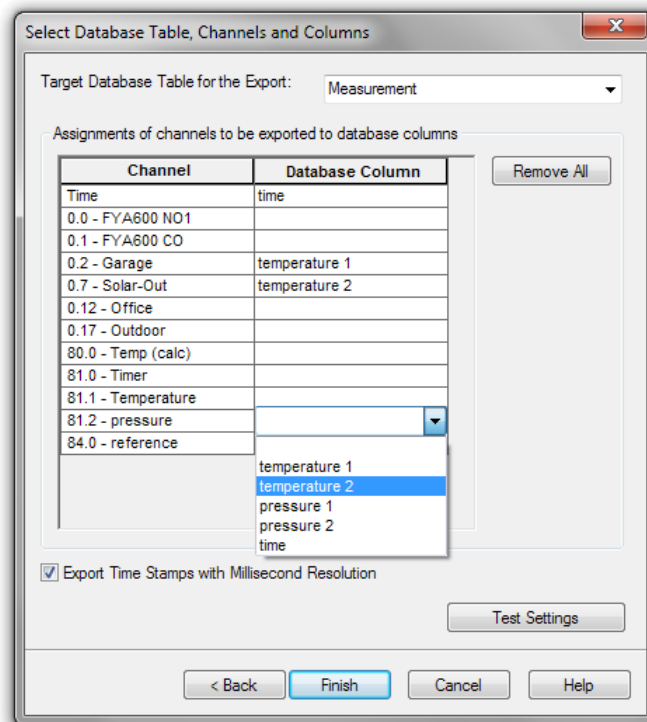 Select Database Table, Channels and Columns
Target Database Table for the Export: Measurement
Assignments of channels to be exported to database columns
Channel Database Column Remove All
Time time
0.0 - FYA600 NO1
0.1 - FYA600 CO
0.2 - Garage temperature 1
0.7 - Solar-Out temperature 2
0.12 - Office
0.17 - Outdoor
80.0 - Temp (calc)
81.0 - Timer
81.1 - Temperature
81.2 - pressure
84.0 - reference
temperature 1
temperature 2
pressure 1
pressure 2
time
Export Time Stamps with Millisecond Resolution
Test Settings
< Back Finish Cancel Help